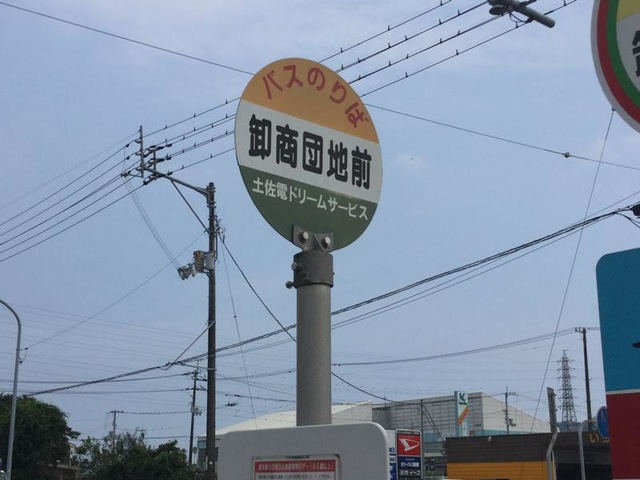 バスのりば
卸商団地前
土佐電ドリームサービス